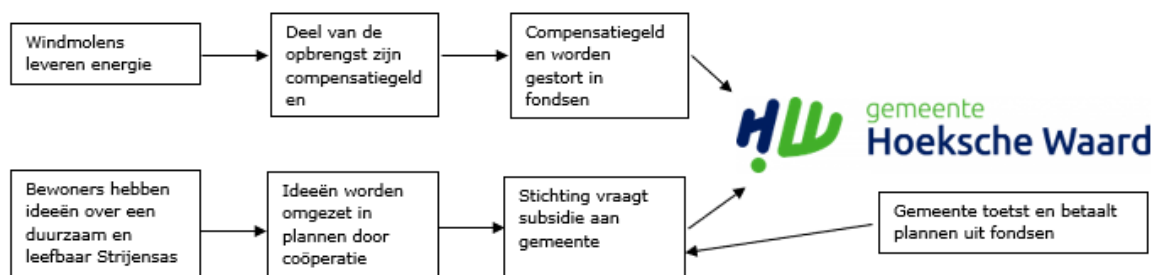 Windmolens
leveren energie
Deel van de
opbrengst zijn
compensatiegeld
en
Compensatiegeld
en worden
gestort in
fondsen
gemeente
Hoeksche Waard
Bewoners hebben
ideeën over een
duurzaam en
leefbaar Strijensas
Ideeën worden
omgezet in
plannen door
coöperatie
Stichting vraagt
subsidie aan
gemeente
Gemeente toetst en betaalt
plannen uit fondsen